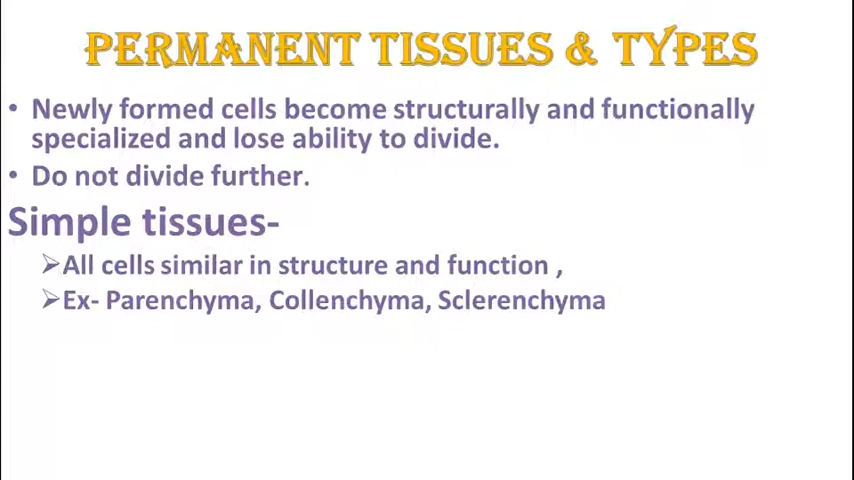 PERMANENT TISSUES & TYPES
• Newly formed cells become structurally and functionally
specialized and lose ability to divide.
• Do not divide further.
Simple tissues-
➢All cells similar in structure and function ,
➢Ex- Parenchyma, Collenchyma, Sclerenchyma